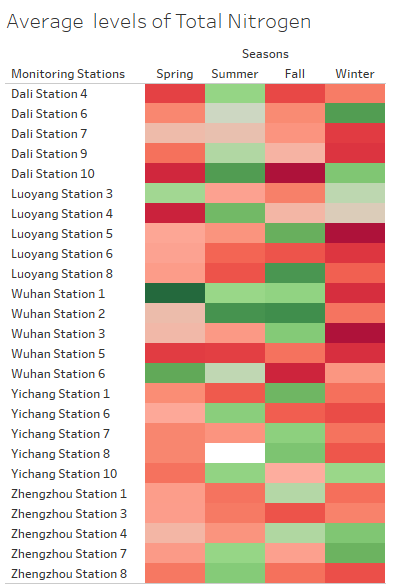 Average levels of Total Nitrogen
Seasons
Monitoring Stations Spring Summer Fall Winter
Dali Station 4
Dali Station 6
Dali Station 7
Dali Station 9
Dali Station 10
Luoyang Station 3
Luoyang Station 4
Luoyang Station 5
Luoyang Station 6
Luoyang Station 8
Wuhan Station 1
Wuhan Station 2
Wuhan Station 3
Wuhan Station 5
Wuhan Station 6
Yichang Station 1
Yichang Station 6
Yichang Station 7
Yichang Station 8
Yichang Station 10
Zhengzhou Station 1
Zhengzhou Station 3
Zhengzhou Station 4
Zhengzhou Station 7
Zhengzhou Station 8